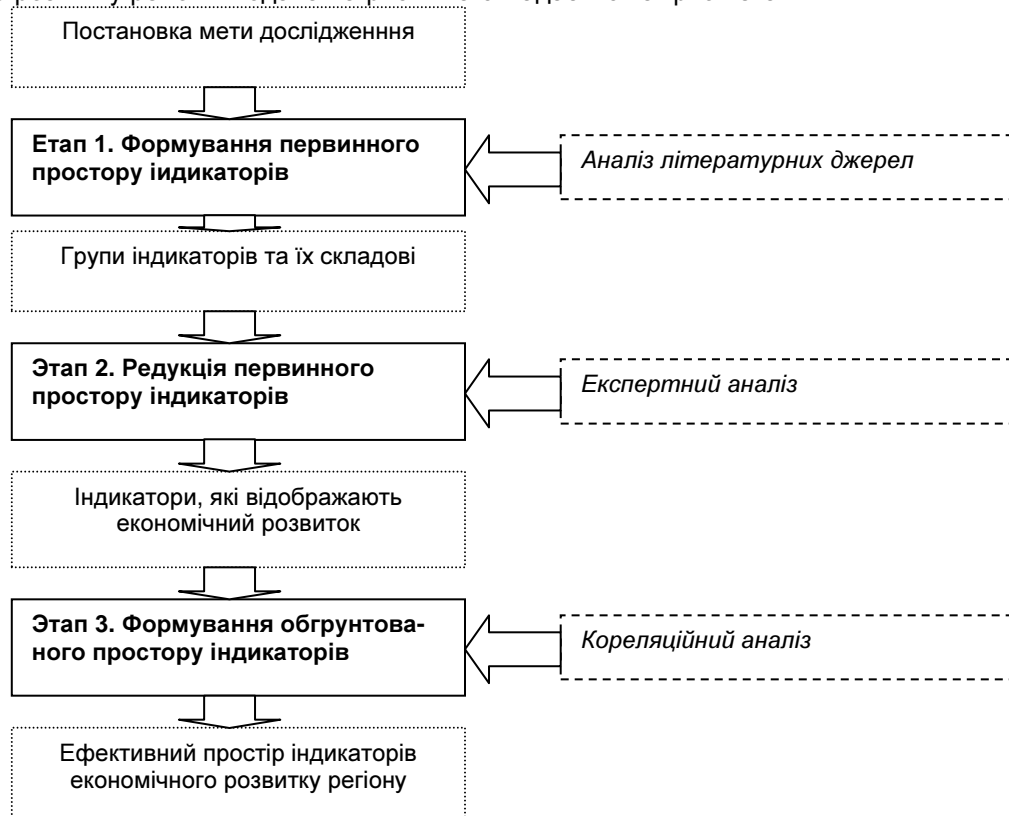 Постановка мети дослідженння
Етап 1. Формування первинного
простору іидикаторів
Аналіз літературних джерел
Групи індикаторів та їх складові
Этап 2. Редукція первинного
простору індикаторів
Експертний аналіз
Індикатори, які відображають
економічний розвиток
Этап 3. Формування обгрунтова-
ного простору індикаторів
Кореляційний аналіз
Ефективний простір індикаторів
економічного розвитку регіону